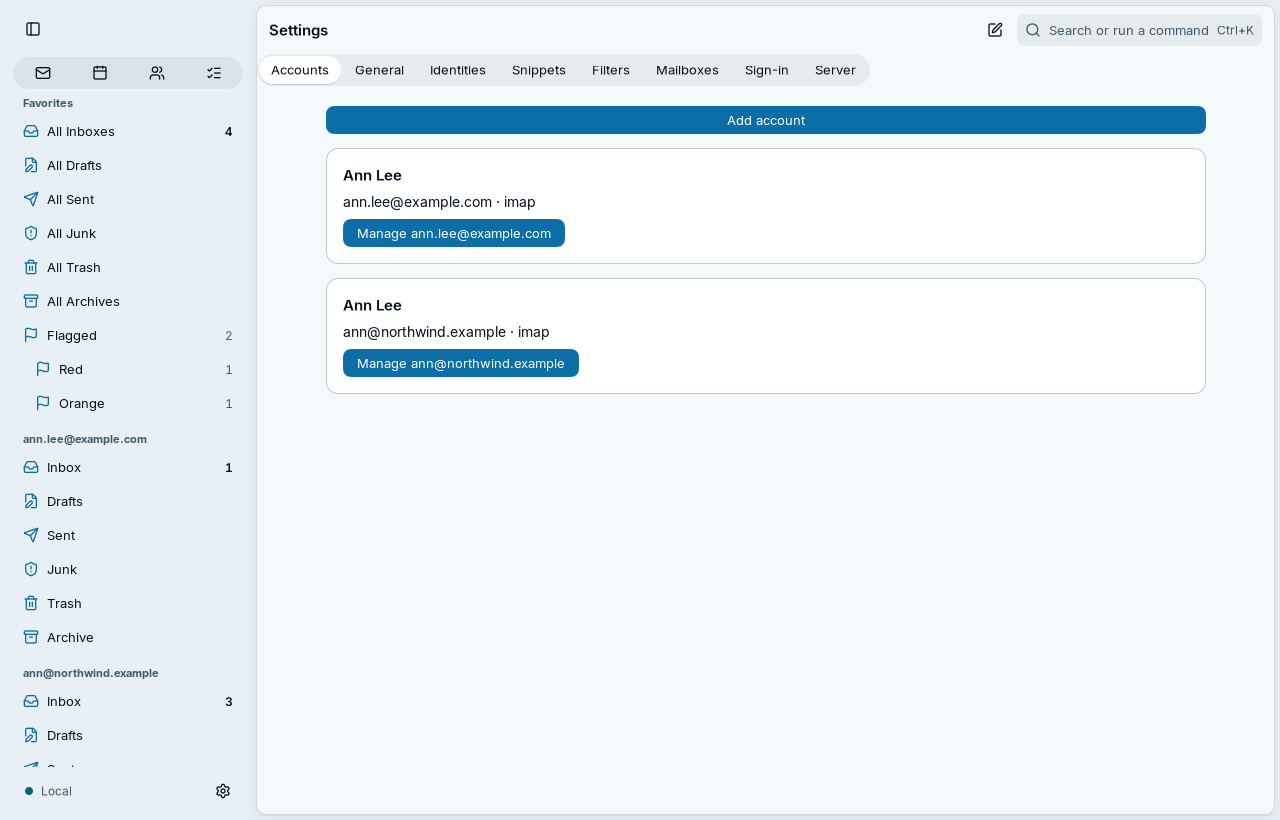 Settings
Search or run a command Ctrl+K
Accounts General Identities Snippets Filters Mailboxes Sign-in Server
Favorites
All Inboxes 4
All Drafts
All Sent
All Junk
All Trash
All Archives
Flagged 2
Red 1
Orange 1
ann.lee@example.com
Inbox 1
Drafts
Sent
Junk
Trash
Archive
ann@northwind.example
Inbox 3
Drafts
Local
Add account
Ann Lee
ann.lee@example.com · imap
Manage ann.lee@example.com
Ann Lee
ann@northwind.example · imap
Manage ann@northwind.example